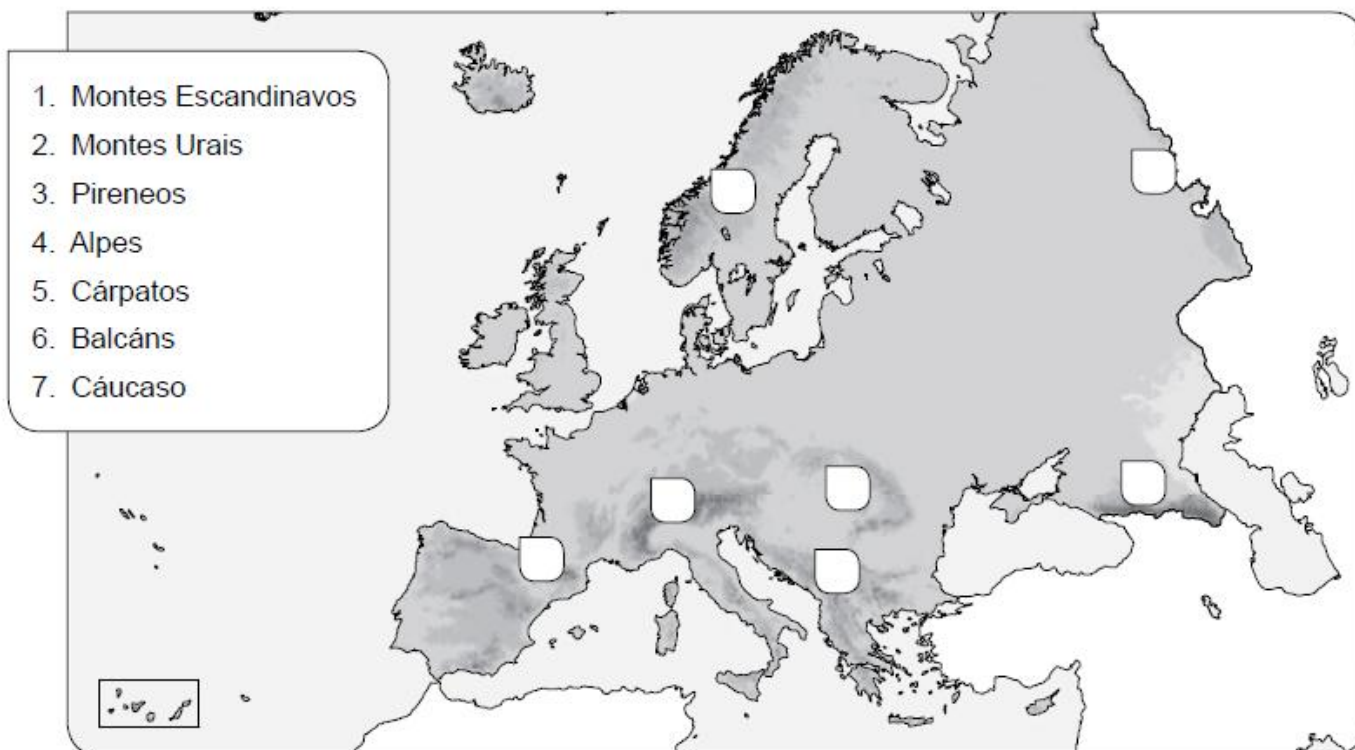 1. Montes Escandinavos
2. Montes Urais
3. Pireneos
4. Alpes
5. Cárpatos
6. Balcáns
7. Cáucaso